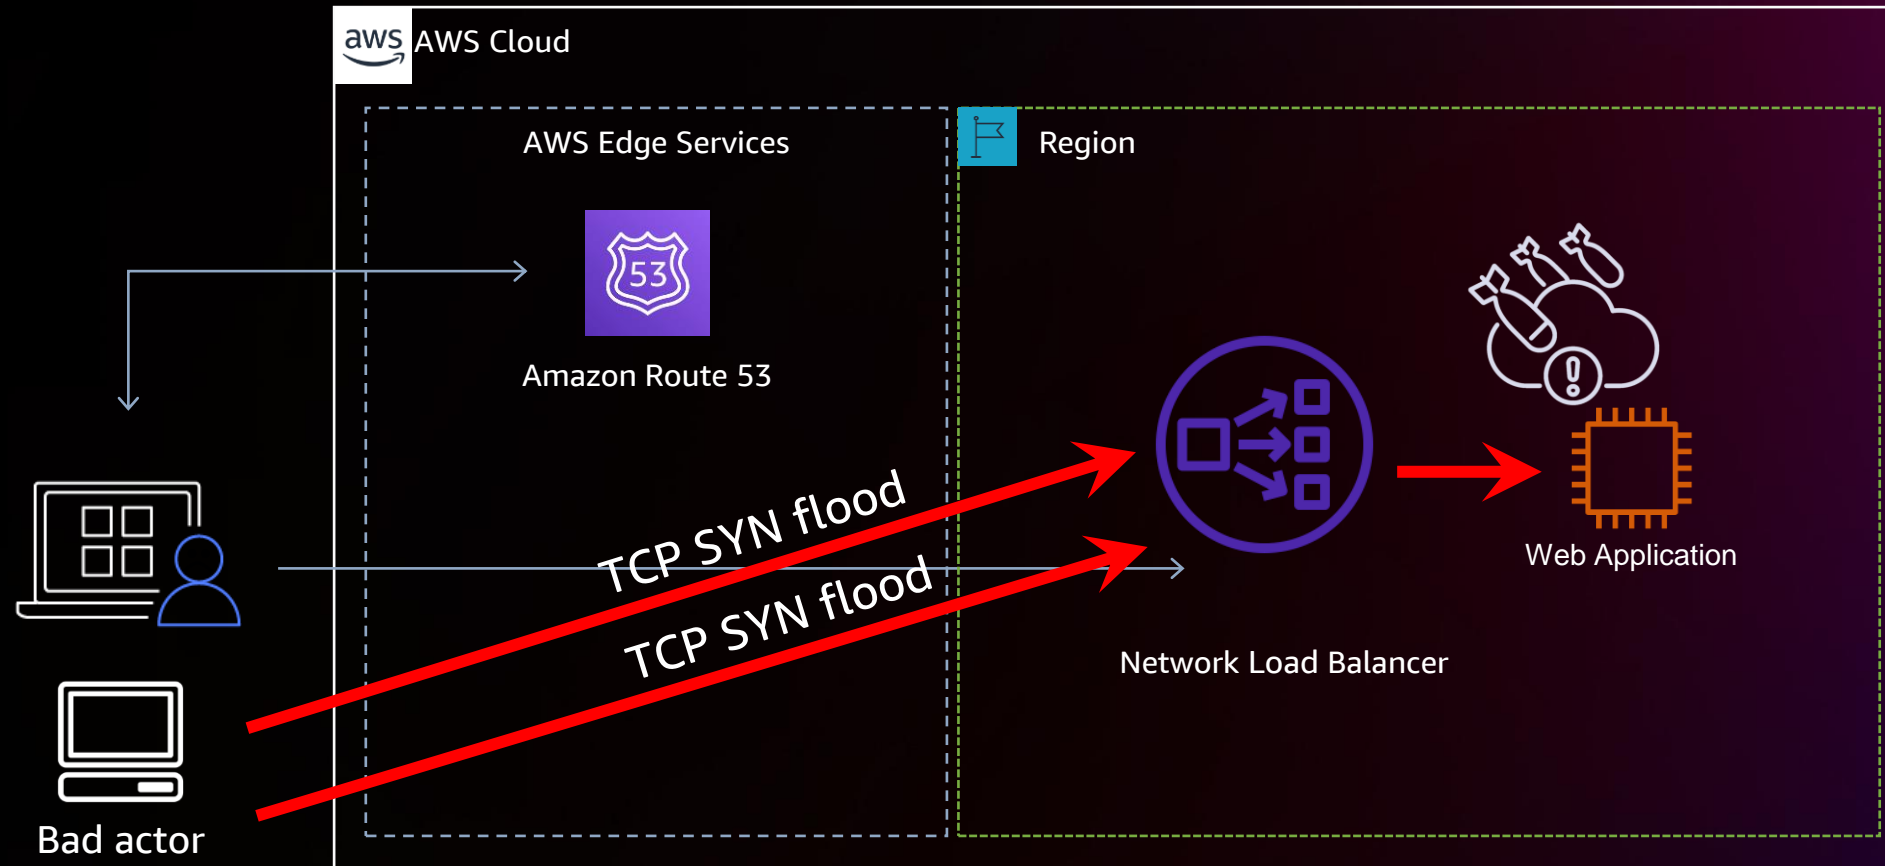 aws AWS Cloud
AWS Edge Services
Region
53
Amazon Route 53
TCP SYN flood
TCP SYN flood
Web Application
Network Load Balancer
Bad actor